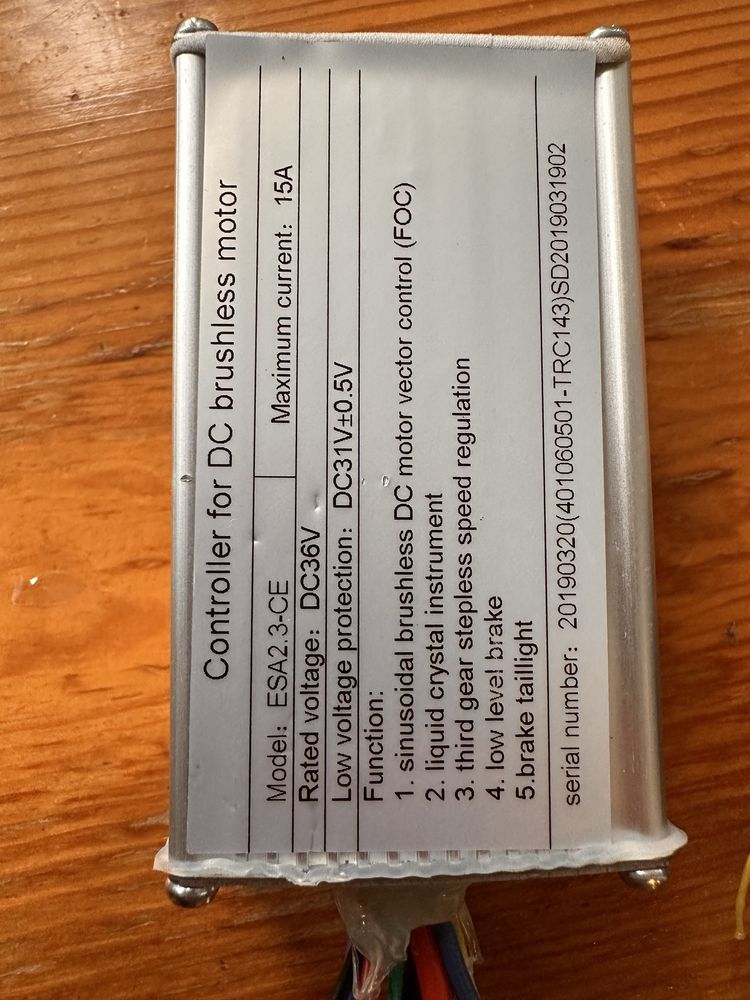 Controller for DC brushless motor
Model: ESA2.3-CE Maximum current: 15A
Rated voltage: DC36V
Low voltage protection: DC31V±0.5V
Function:
1. sinusoidal brushless DC motor vector control (FOC)
2. liquid crystal instrument
3. third gear stepless speed regulation
4. low level brake
5.brake taillight
serial number: 20190320(401060501-TRC143)SD2019031902